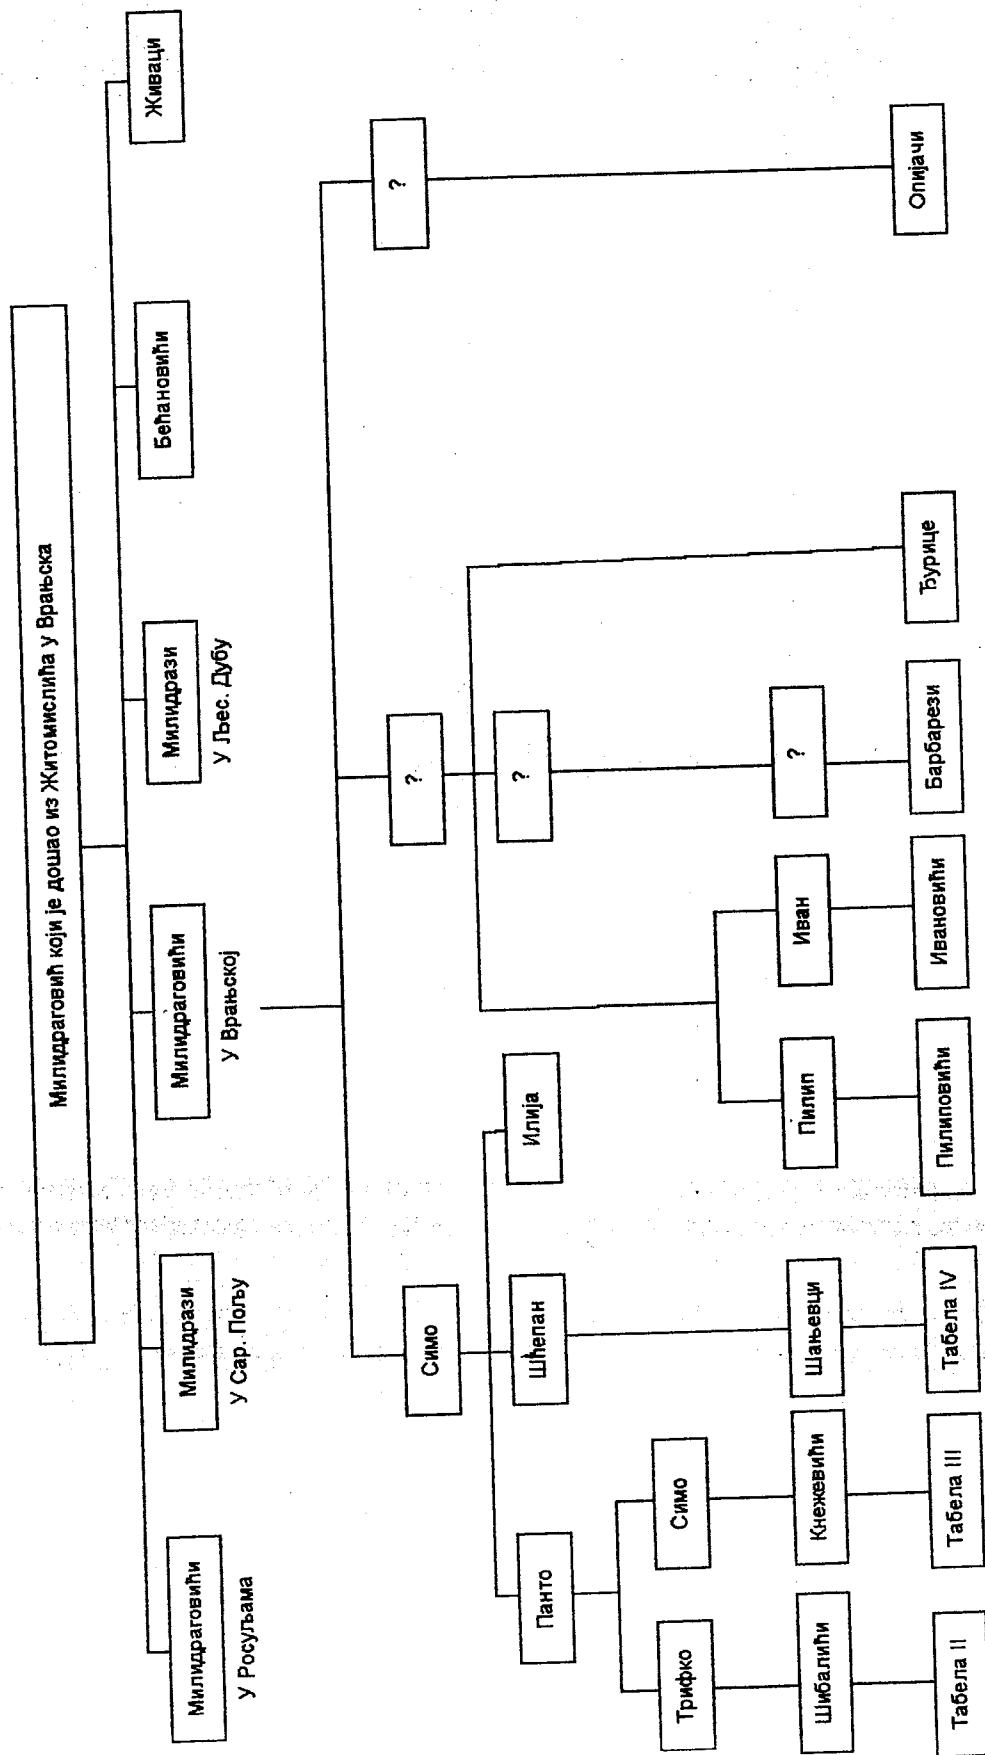 Милидраговић који је дошао из Житомислића у Врањска
Милидраговићи
У Росуљама
Милидрази
У Сар. Пољу
Милидраговићи
У Врањској
Милидрази
У Љес. Дубу
Бећановићи
Живаци
Симо
?
?
Панто
Шћепан
Илија
?
Трифко
Симо
Шибалићи
Кнежевићи
Шањевци
Пилип
Иван
?
Табела II
Табела III
Табела IV
Пилиповићи
Ивановићи
Барбарези
Ђурице
Опијачи